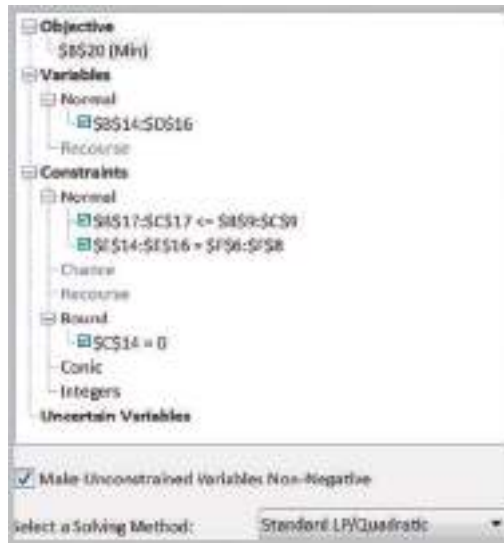 Objective
$B$20 (Min)
Variables
Normal
$B$14:$D$16
Recourse
Constraints
Normal
$B$17:$C$17 <= $B$9:$C$9
$E$14:$E$16 = $F$6:$F$8
Chance
Recourse
Bound
$C$14 = 0
Conic
Integers
Uncertain Variables
Make Unconstrained Variables Non-Negative
Select a Solving Method: Standard LP/Quadratic